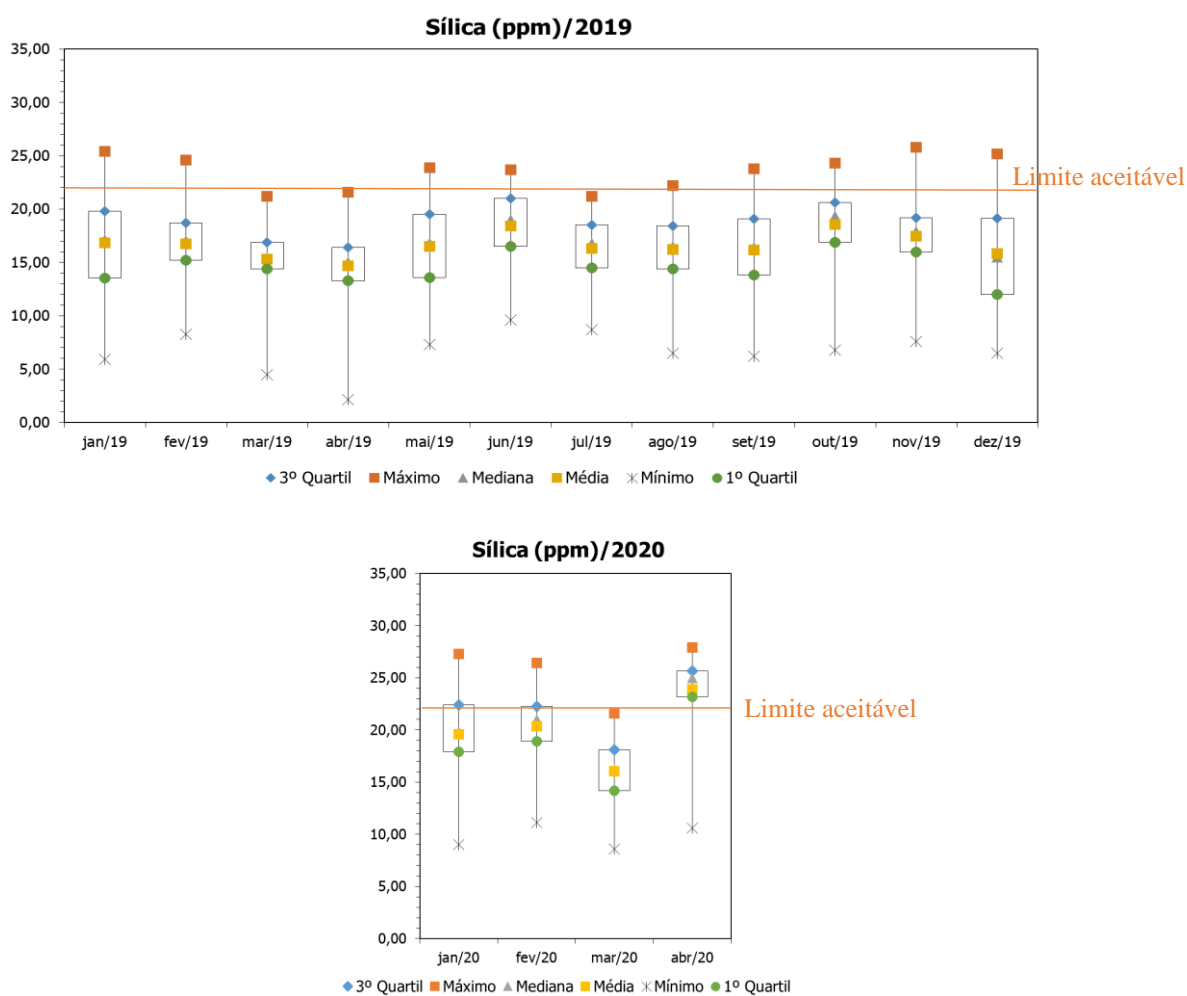 Sílica (ppm)/2019
35,00
30,00
25,00
20,00
15,00
10,00
5,00
0,00
Limite aceitável
jan/19 fev/19 mar/19 abr/19 mai/19 jun/19 jul/19 ago/19 set/19 out/19 nov/19 dez/19
3º Quartil Máximo Mediana Média Mínimo 1º Quartil
Sílica (ppm)/2020
35,00
30,00
25,00
20,00
15,00
10,00
5,00
0,00
Limite aceitável
jan/20 fev/20 mar/20 abr/20
3º Quartil Máximo Mediana Média Mínimo 1º Quartil